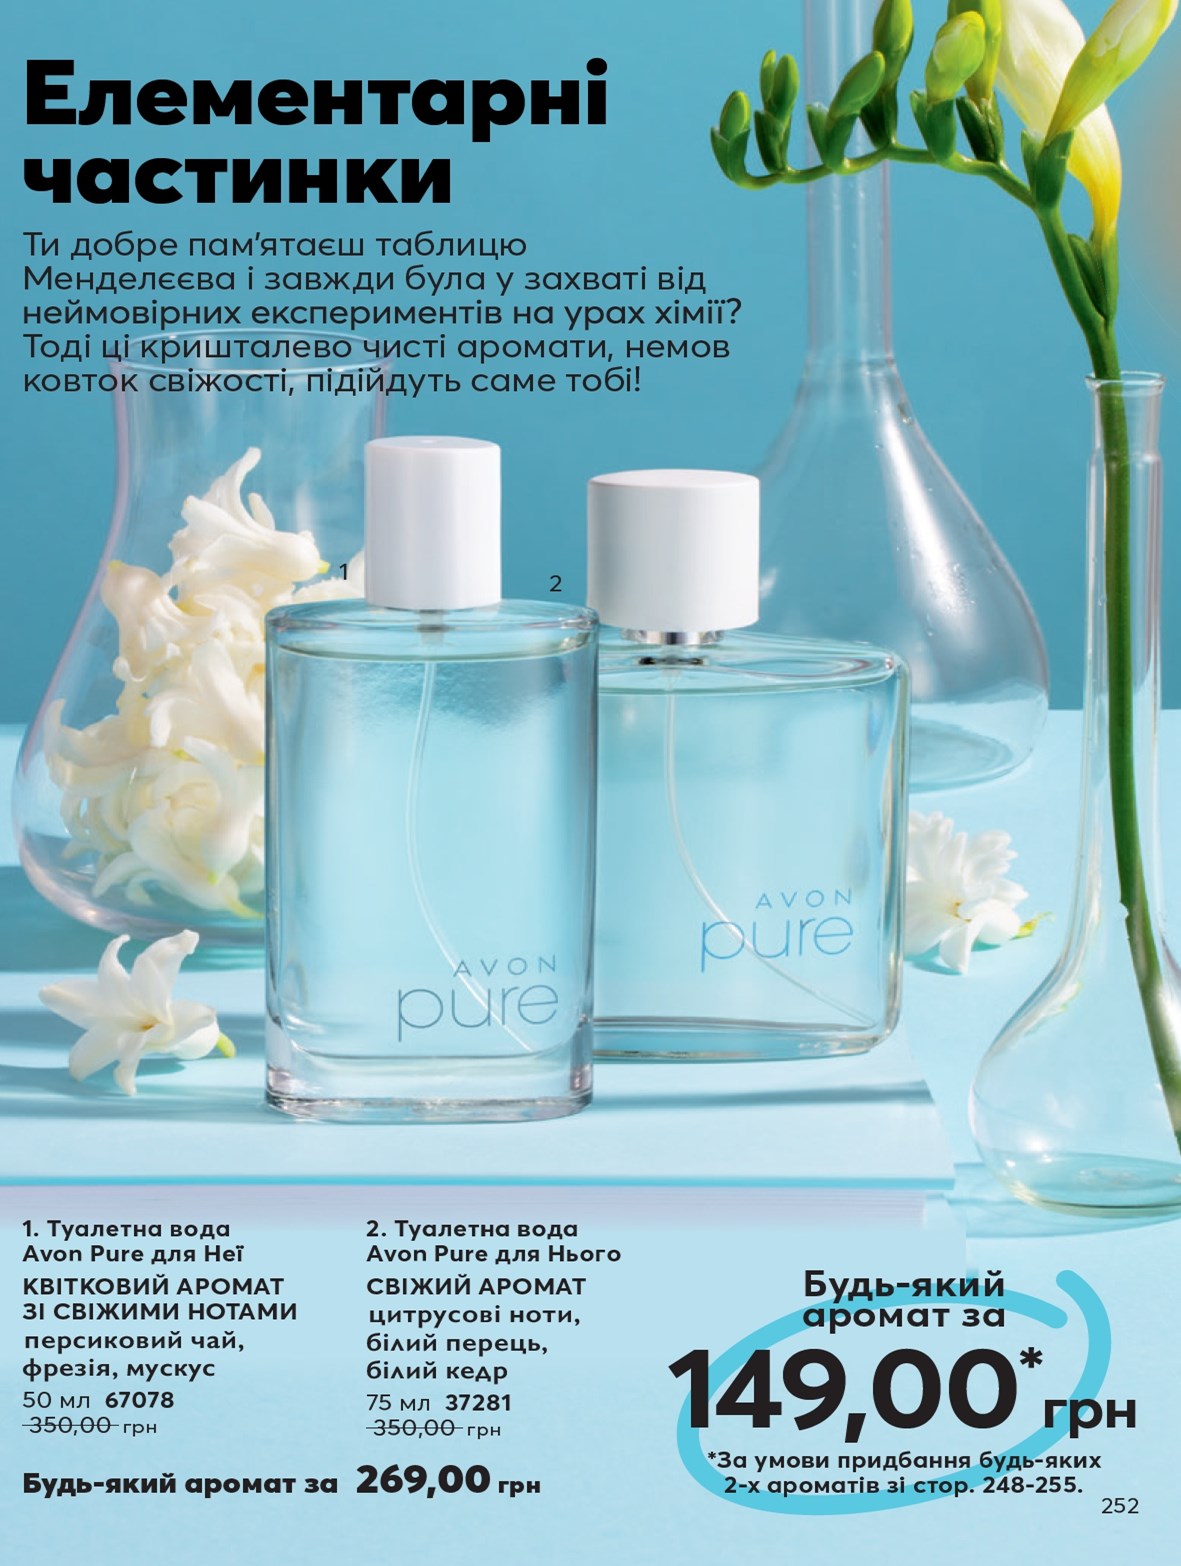 Елементарні
частинки
Ти добре пам'ятаєш таблицю
Менделєєва і завжди була у захваті від
неймовірних експериментів на урах хімії?
Тоді ці кришталево чисті аромати, немов
ковток свіжості, підійдуть саме тобі!
1
2
AVON
pure
AVON
pure
1. Туалетна вода
Avon Pure для Неї
КВІТКОВИЙ АРОМАТ
ЗІ СВІЖИМИ НОТАМИ
персиковий чай,
фрезія, мускус
50 мл 67078
350,00 грн
2. Туалетна вода
Avon Pure для Нього
СВІЖИЙ АРОМАТ
цитрусові ноти,
білий перець,
білий кедр
75 мл 37281
350,00 грн
Будь-який аромат за 269,00 грн
Будь-який
аромат за
149,00* грн
*За умови придбання будь-яких
2-х ароматів зі стор. 248-255.
252